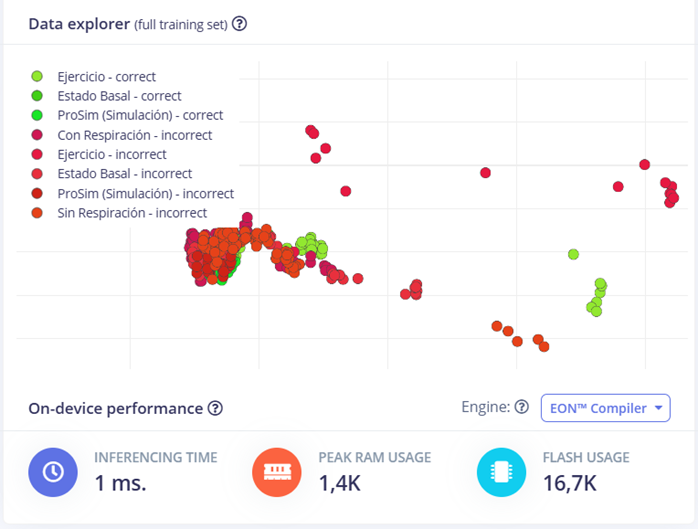 Data explorer (full training set) ?
Ejercicio - correct
Estado Basal - correct
ProSim (Simulación) - correct
Con Respiración - incorrect
Ejercicio - incorrect
Estado Basal - incorrect
ProSim (Simulación) - incorrect
Sin Respiración - incorrect
On-device performance ? Engine: ? EON™ Compiler
INFERENCING TIME PEAK RAM USAGE FLASH USAGE
1 ms. 1,4K 16,7K